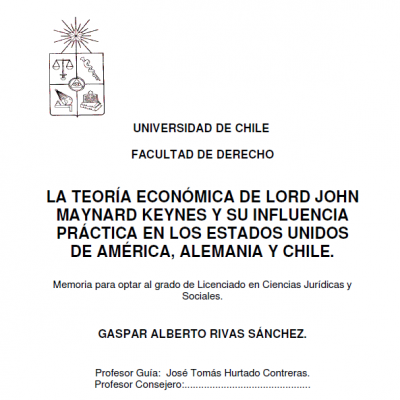 UNIVERSIDAD DE CHILE
FACULTAD DE DERECHO
LA TEORÍA ECONÓMICA DE LORD JOHN
MAYNARD KEYNES Y SU INFLUENCIA
PRÁCTICA EN LOS ESTADOS UNIDOS
DE AMÉRICA, ALEMANIA Y CHILE.
Memoria para optar al grado de Licenciado en Ciencias Jurídicas y
Sociales.
GASPAR ALBERTO RIVAS SÁNCHEZ.
Profesor Guía: José Tomás Hurtado Contreras.
Profesor Consejero:..............................................